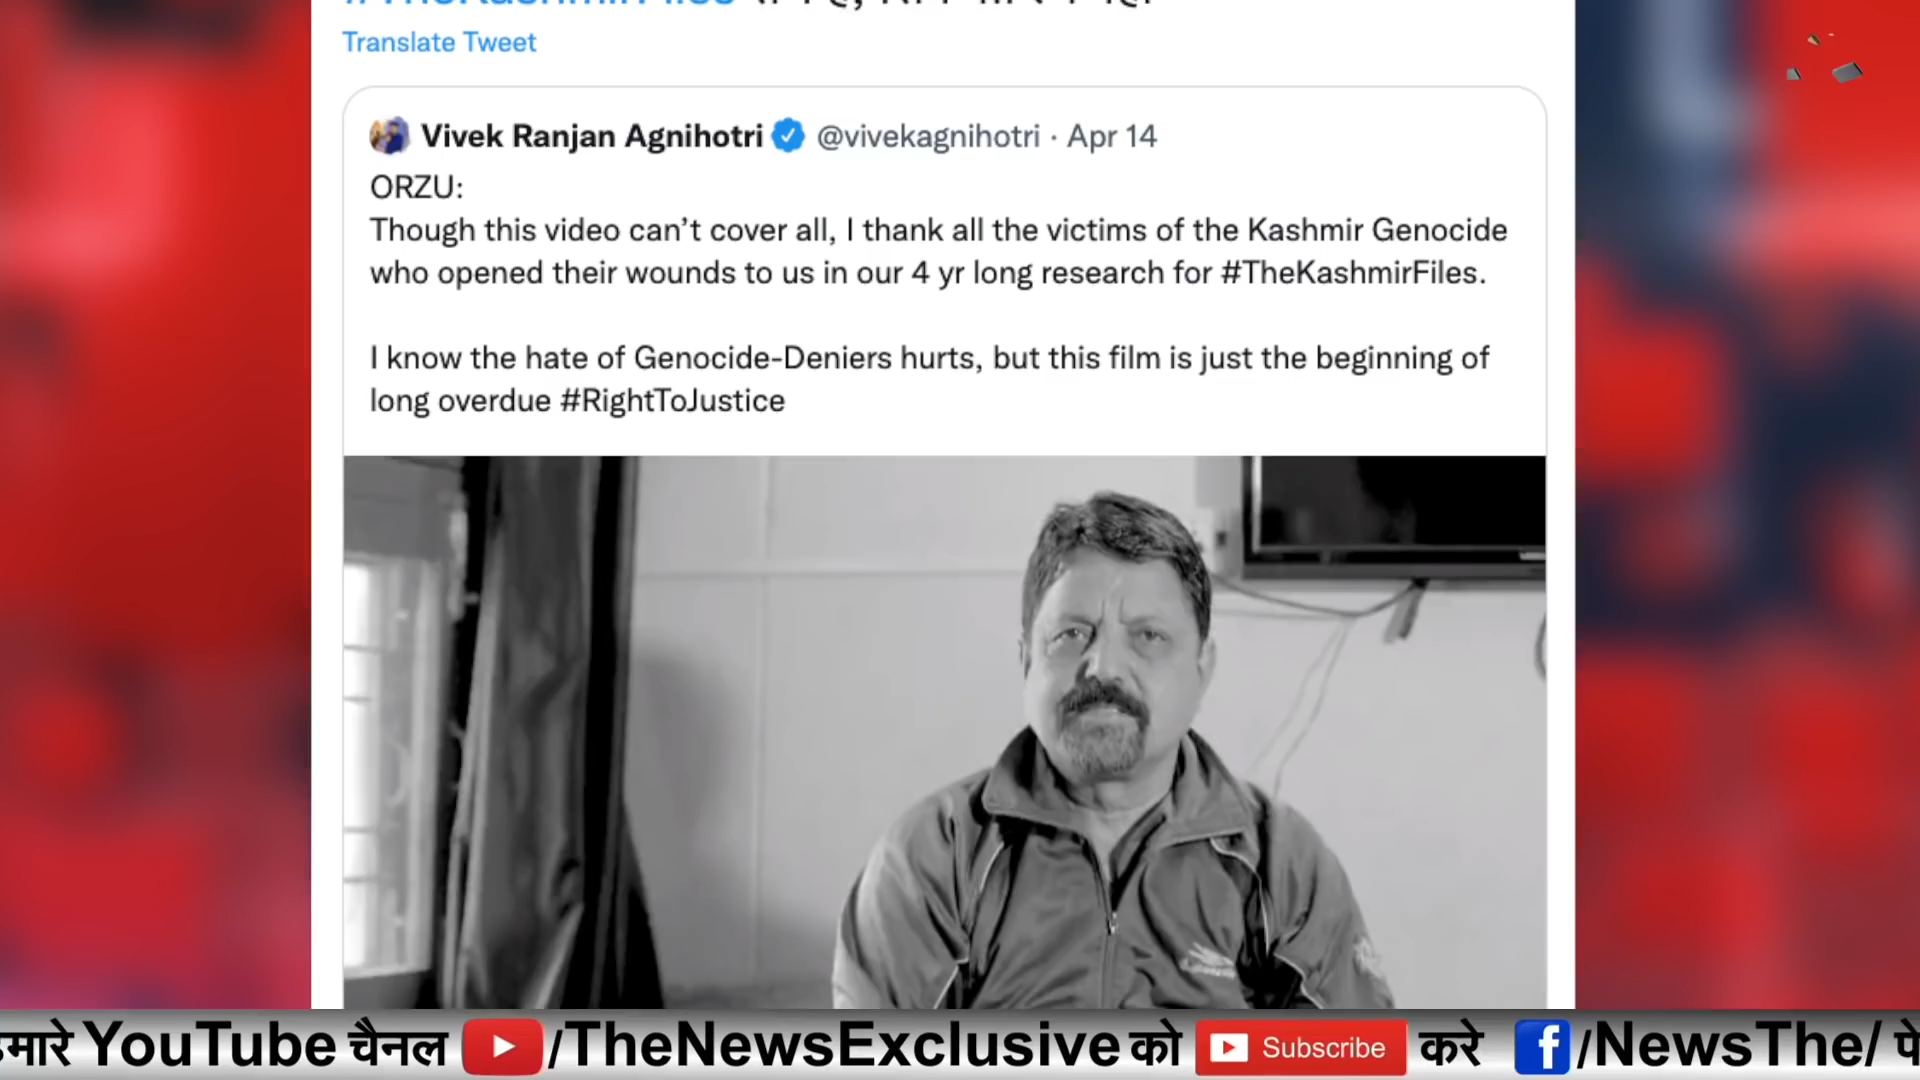 Translate Tweet
Vivek Ranjan Agnihotri @vivekagnihotri · Apr 14
ORZU:
Though this video can’t cover all, I thank all the victims of the Kashmir Genocide
who opened their wounds to us in our 4 yr long research for #TheKashmirFiles.
I know the hate of Genocide-Deniers hurts, but this film is just the beginning of
long overdue #RightToJustice
हमारे YouTube चैनल /TheNewsExclusive को Subscribe करे f /NewsThe/ पे